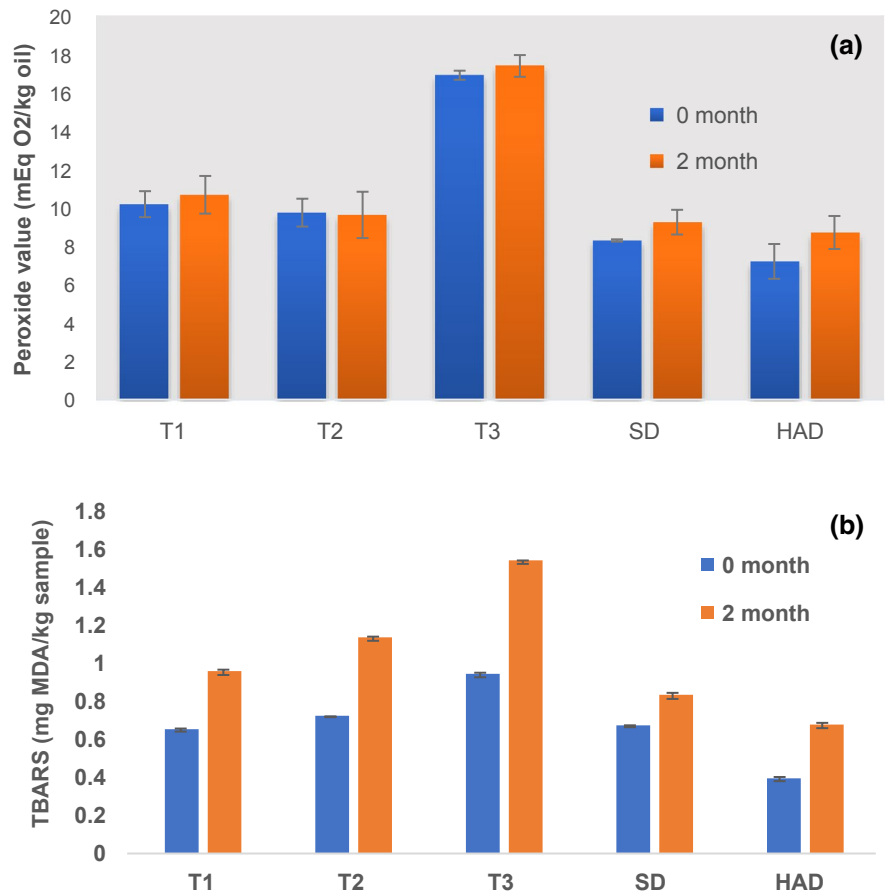 Peroxide value (mEq O2/kg oil)
20
18
16
14
12
10
8
6
4
2
0
(a)
0 month
2 month
T1 T2 T3 SD HAD
TBARS (mg MDA/kg sample)
1.8
1.6
1.4
1.2
1
0.8
0.6
0.4
0.2
0
(b)
0 month
2 month
T1 T2 T3 SD HAD